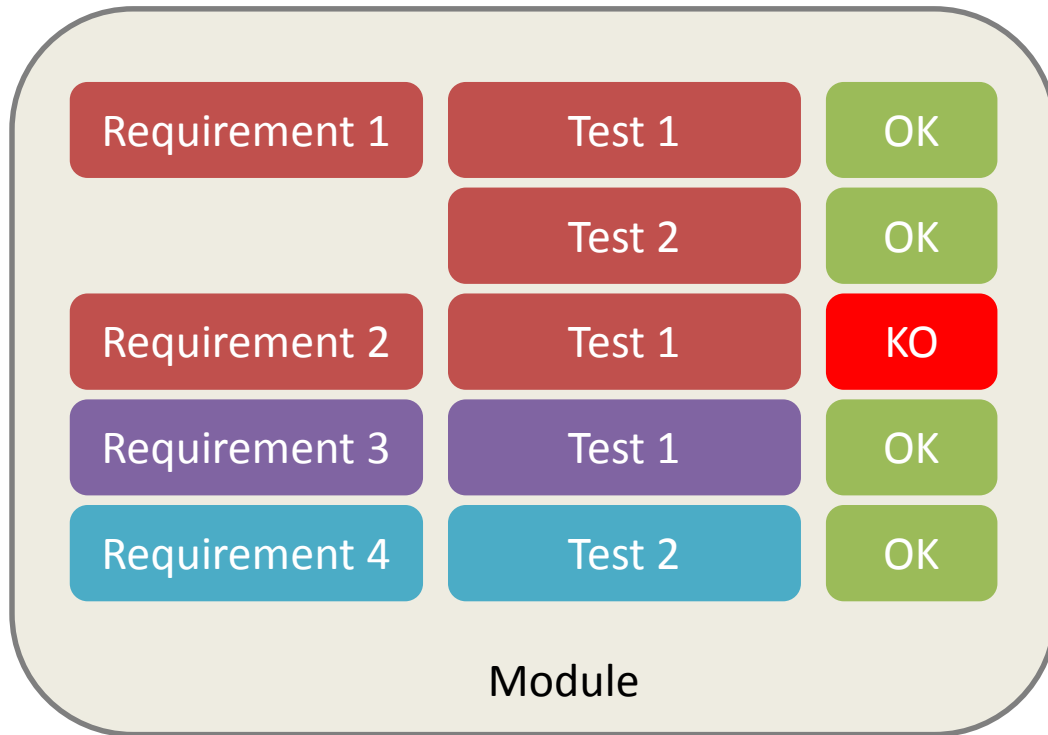 Requirement 1 Test 1 OK
Test 2 OK
Requirement 2 Test 1 KO
Requirement 3 Test 1 OK
Requirement 4 Test 2 OK
Module